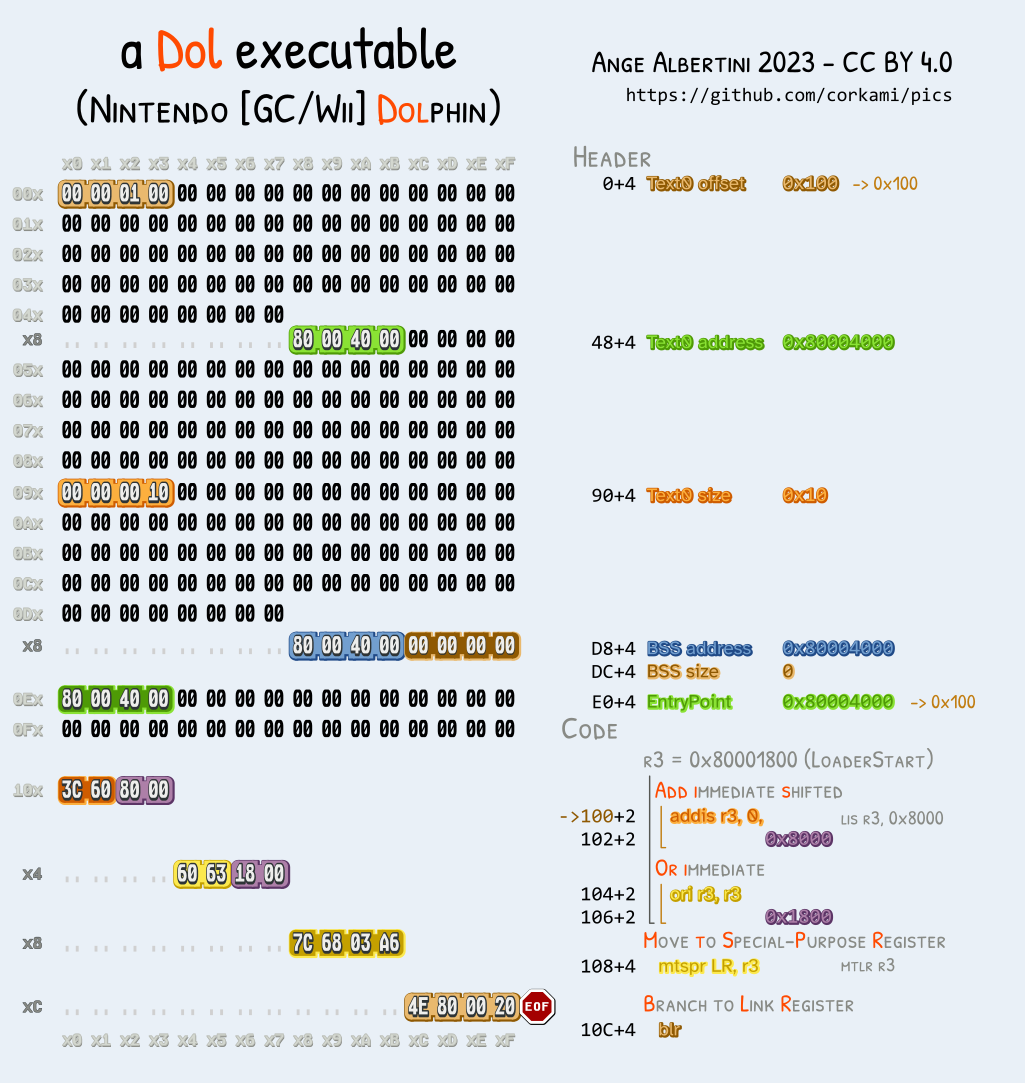 a Dol executable
(Nintendo [GC/Wii] Dolphin)
Ange Albertini 2023 - CC BY 4.0
https://github.com/corkami/pics
x0 x1 x2 x3 x4 x5 x6 x7 x8 x9 xA xB xC xD xE xF
Header
00x 00 00 01 00 00 00 00 00 00 00 00 00 00 00 00 00 0+4 Text0 offset 0x100 -> 0x100
01x 00 00 00 00 00 00 00 00 00 00 00 00 00 00 00 00
02x 00 00 00 00 00 00 00 00 00 00 00 00 00 00 00 00
03x 00 00 00 00 00 00 00 00 00 00 00 00 00 00 00 00
04x 00 00 00 00 00 00 00 00
x8 .. .. .. .. .. .. .. .. 80 00 40 00 00 00 00 00 48+4 Text0 address 0x80004000
05x 00 00 00 00 00 00 00 00 00 00 00 00 00 00 00 00
06x 00 00 00 00 00 00 00 00 00 00 00 00 00 00 00 00
07x 00 00 00 00 00 00 00 00 00 00 00 00 00 00 00 00
08x 00 00 00 00 00 00 00 00 00 00 00 00 00 00 00 00
09x 00 00 00 10 00 00 00 00 00 00 00 00 00 00 00 00 90+4 Text0 size 0x10
0Ax 00 00 00 00 00 00 00 00 00 00 00 00 00 00 00 00
0Bx 00 00 00 00 00 00 00 00 00 00 00 00 00 00 00 00
0Cx 00 00 00 00 00 00 00 00 00 00 00 00 00 00 00 00
0Dx 00 00 00 00 00 00 00 00
x8 .. .. .. .. .. .. .. .. 80 00 40 00 00 00 00 00 D8+4 BSS address 0x80004000
DC+4 BSS size 0
0Ex 80 00 40 00 00 00 00 00 00 00 00 00 00 00 00 00 E0+4 EntryPoint 0x80004000 -> 0x100
0Fx 00 00 00 00 00 00 00 00 00 00 00 00 00 00 00 00
Code
r3 = 0x80001800 (LoaderStart)
10x 3C 60 80 00 Add immediate shifted
->100+2 addis r3, 0, lis r3, 0x8000
102+2 0x8000
x4 .. .. .. .. 60 63 18 00 Or immediate
104+2 ori r3, r3
106+2 0x1800
x8 .. .. .. .. .. .. .. .. 7C 68 03 A6 Move to Special-Purpose Register
108+4 mtspr LR, r3 mtlr r3
xC .. .. .. .. .. .. .. .. .. .. .. .. 4E 80 00 20 EOF Branch to Link Register
10C+4 blr
x0 x1 x2 x3 x4 x5 x6 x7 x8 x9 xA xB xC xD xE xF